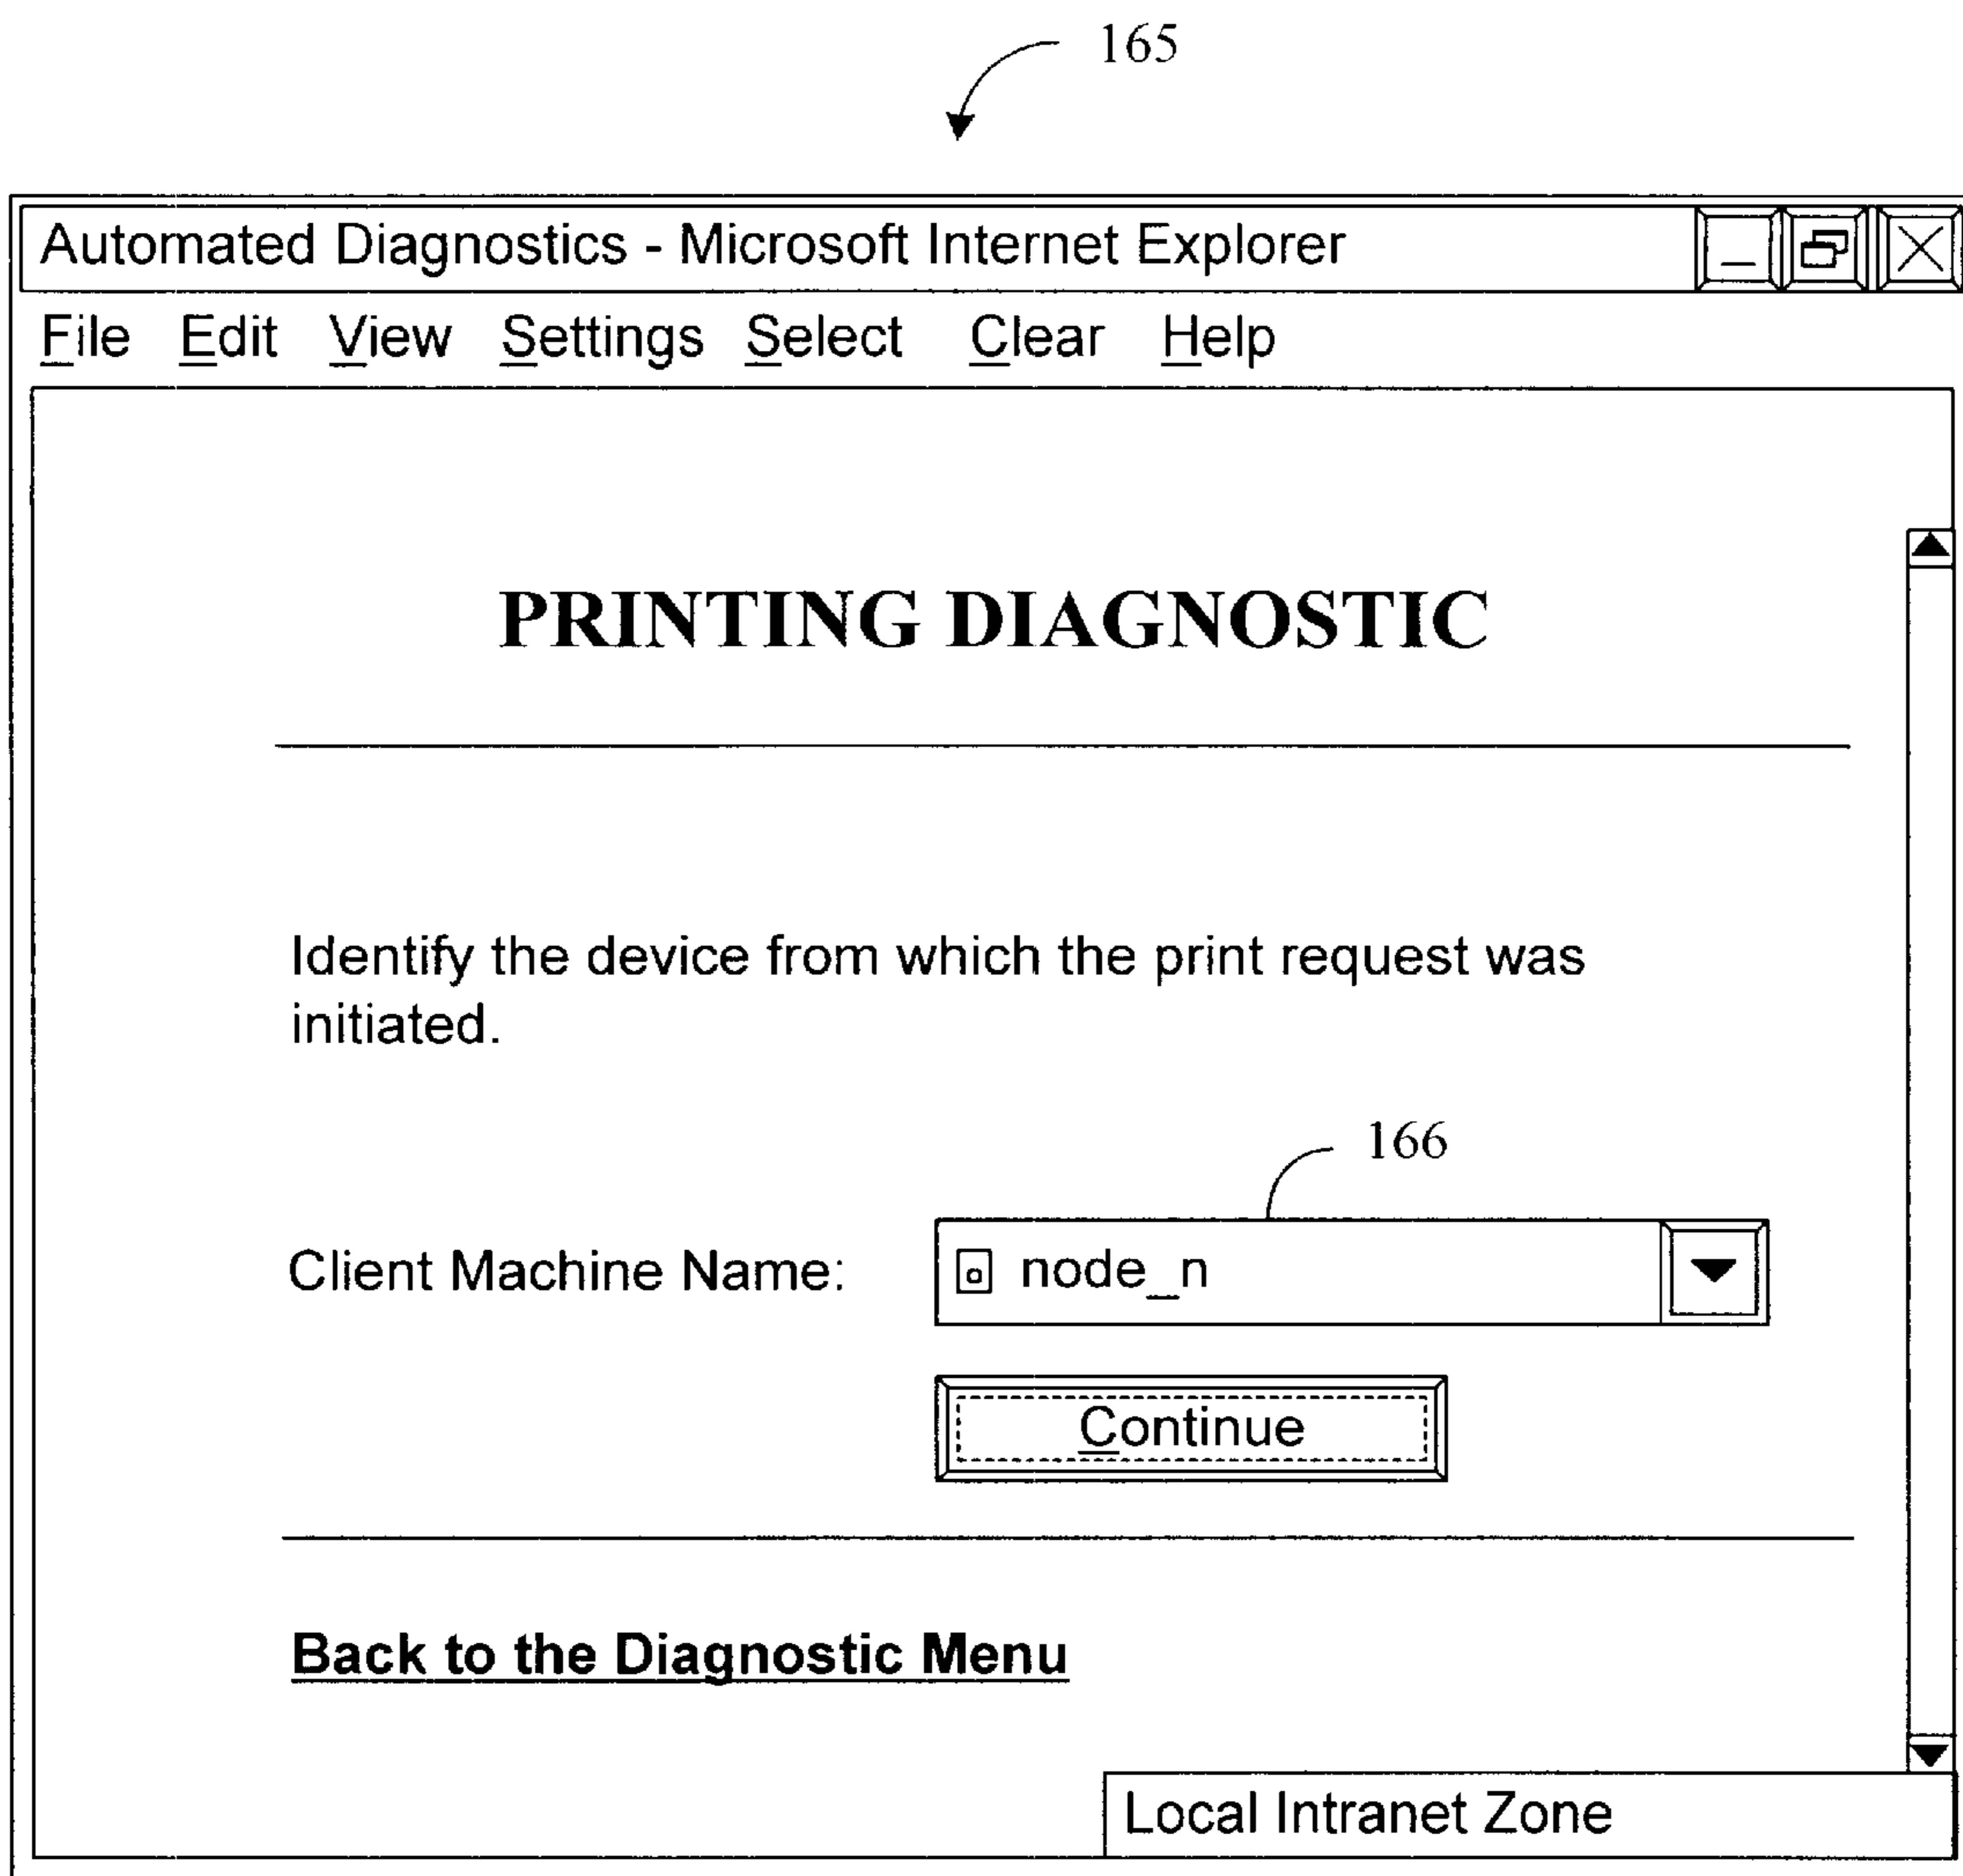 165
Automated Diagnostics - Microsoft Internet Explorer
File Edit View Settings Select Clear Help
PRINTING DIAGNOSTIC
Identify the device from which the print request was
initiated.
166
Client Machine Name: node_n
Continue
Back to the Diagnostic Menu
Local Intranet Zone